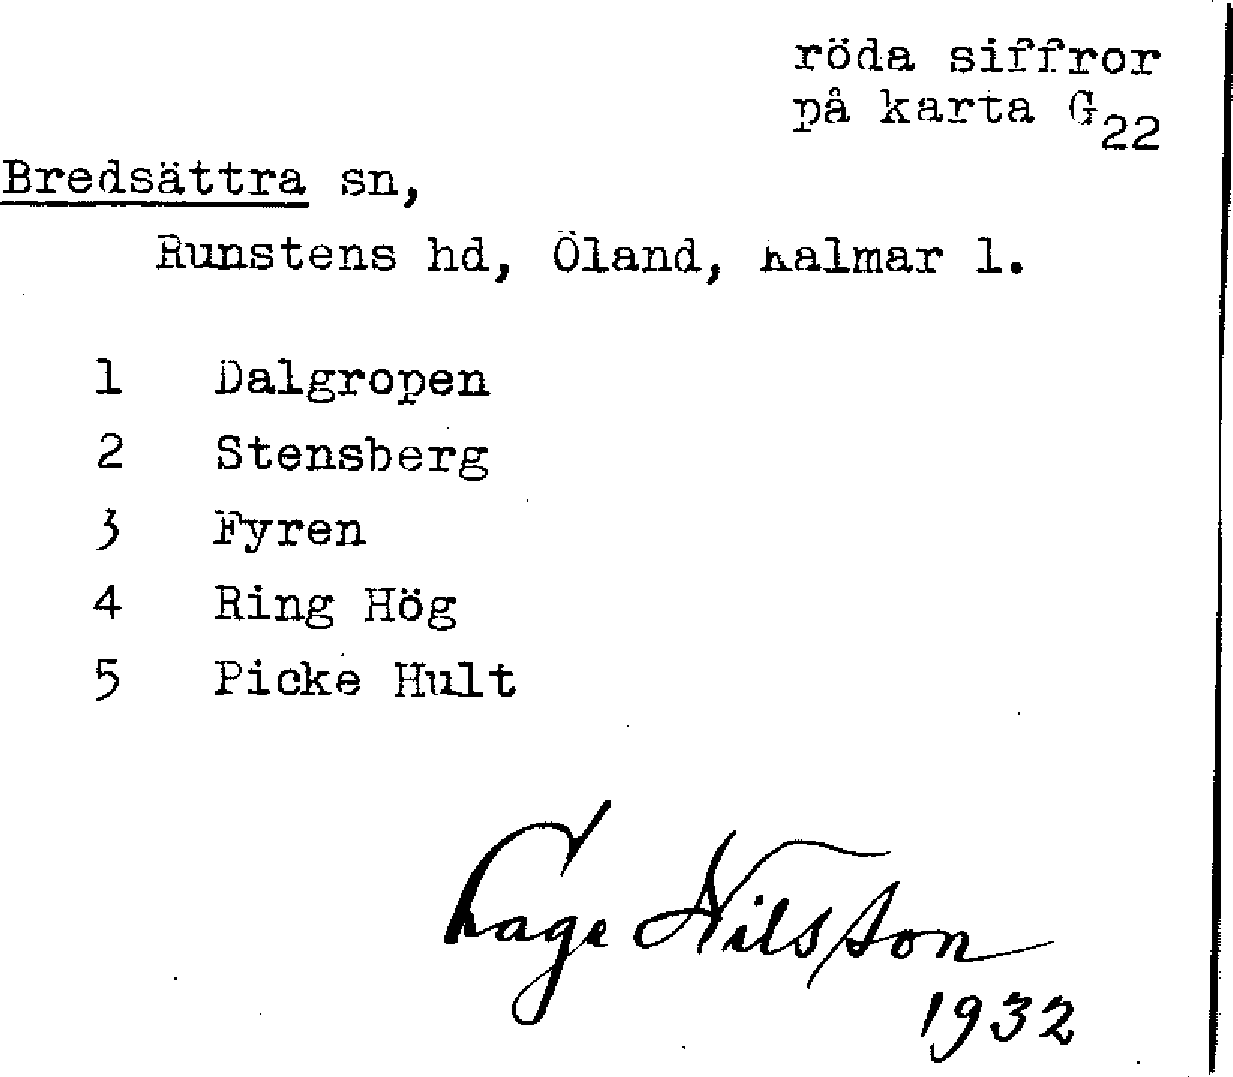 röda siffror
på karta G22
Bredsättra sn,
Runstens hd, Öland, Kalmar l.
1 Dalgropen
2 Stensberg
3 Fyren
4 Ring Hög
5 Picke Hult
Lage Nilsson
1932